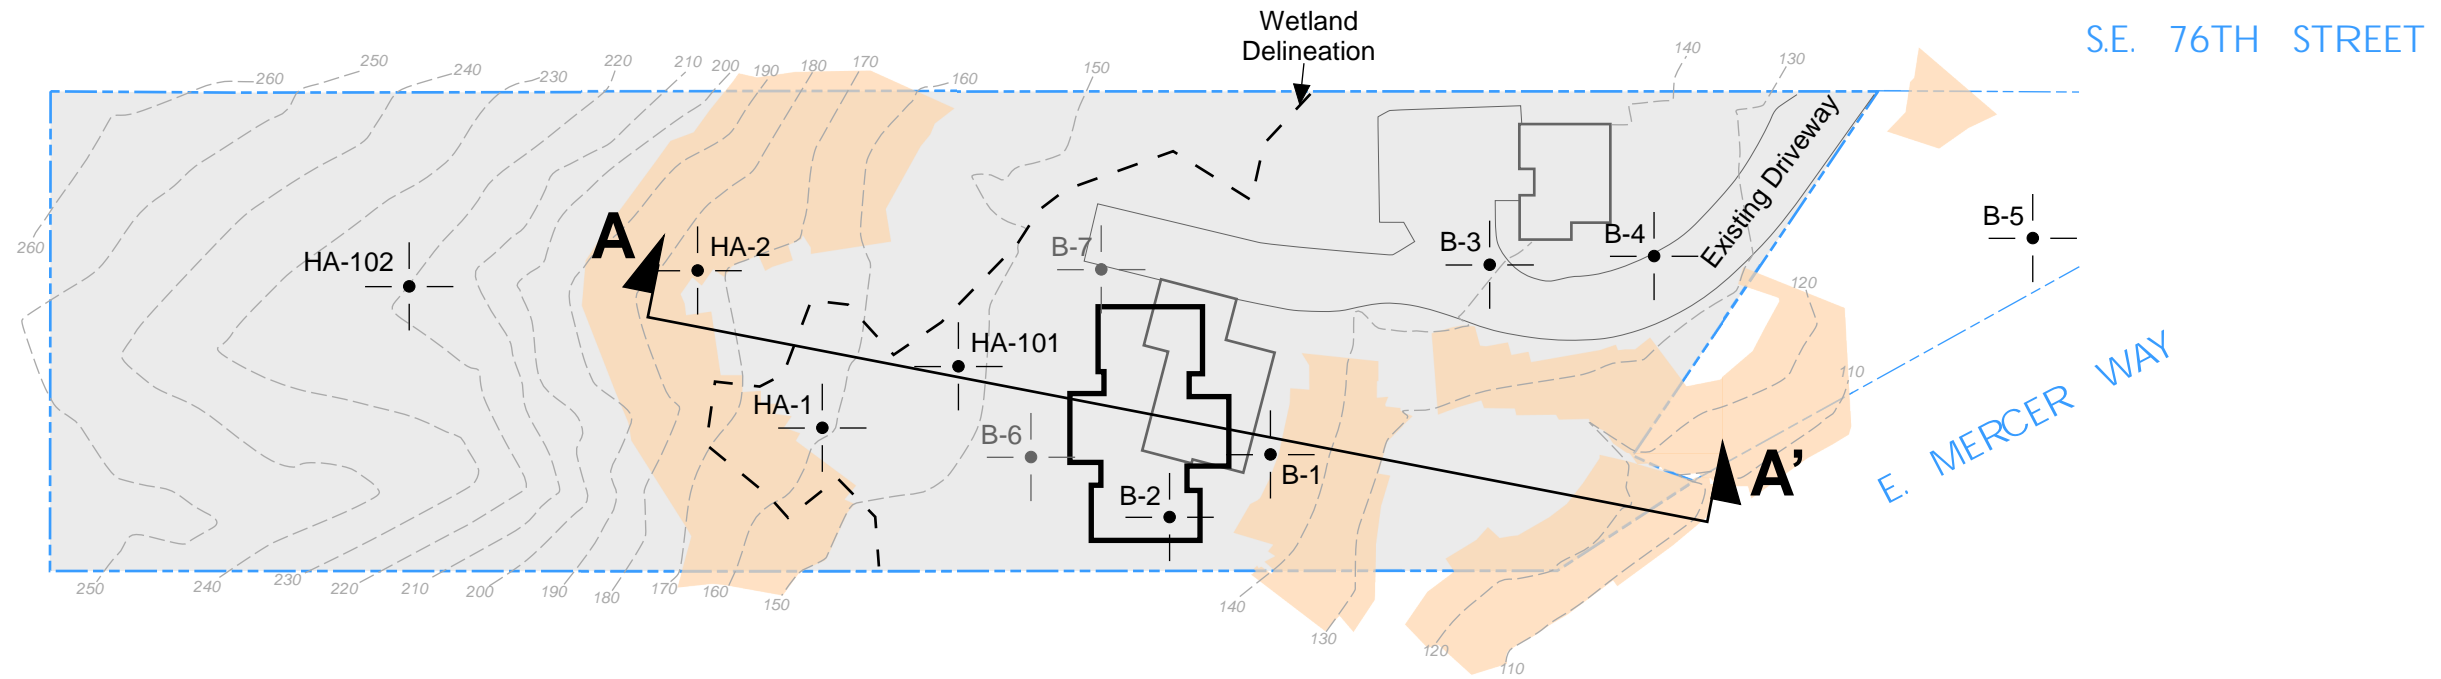 Wetland
Delineation
S.E. 76TH STREET
260
250
240
230
220
210
200
190
180
170
160
150
140
130
Existing Driveway
B-5
A
HA-2
B-7
B-3
B-4
260
HA-102
120
HA-101
110
E. MERCER WAY
HA-1
B-6
B-1
A’
B-2
250
240
230
220
210
200
190
180
170
160
150
140
130
120
110